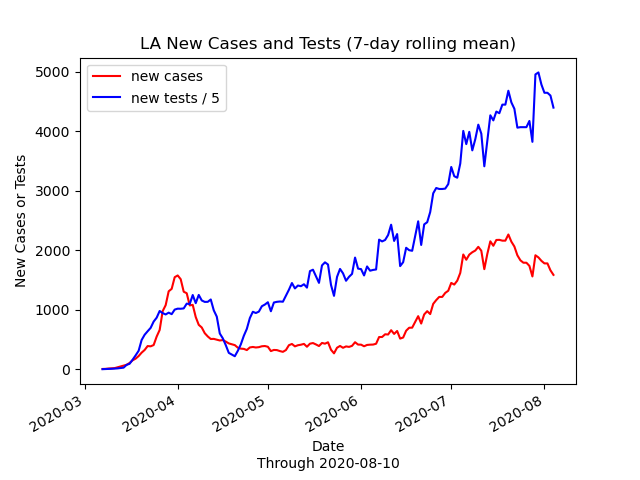 LA New Cases and Tests (7-day rolling mean)
new cases
new tests / 5
5000
4000
3000
2000
1000
0
New Cases or Tests
2020-03
2020-04
2020-05
2020-06
2020-07
2020-08
Date
Through 2020-08-10